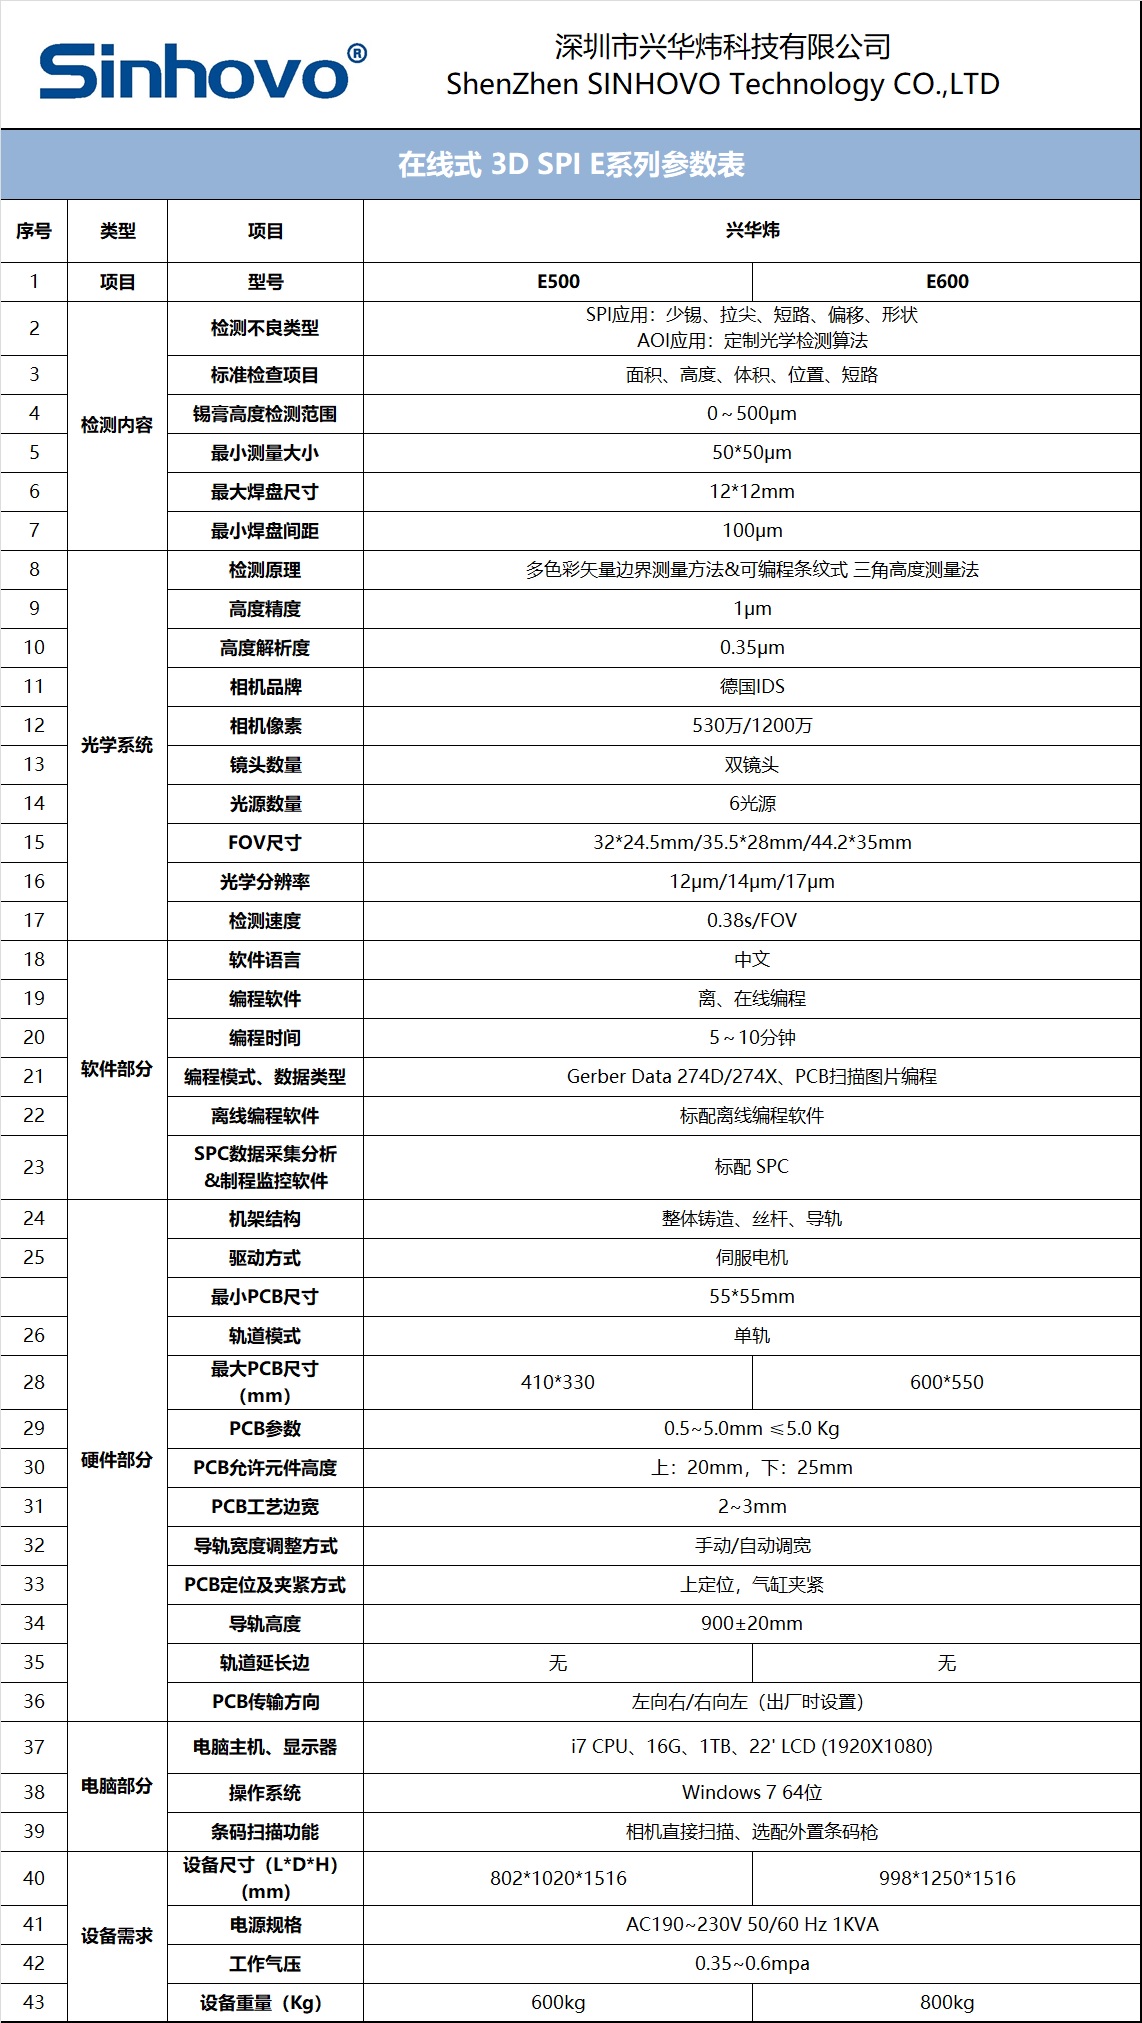 Sinhovo®
深圳市兴华炜科技有限公司
ShenZhen SINHOVO Technology CO.,LTD
在线式 3D SPI E系列参数表
序号 类型 项目 兴华炜
1 项目 型号 E500 E600
2 检测不良类型 SPI应用：少锡、拉尖、短路、偏移、形状
AOI应用：定制光学检测算法
3 标准检查项目 面积、高度、体积、位置、短路
检测内容
4 锡膏高度检测范围 0～500μm
5 最小测量大小 50*50μm
6 最大焊盘尺寸 12*12mm
7 最小焊盘间距 100μm
8 检测原理 多色彩矢量边界测量方法&可编程条纹式 三角高度测量法
9 高度精度 1μm
10 高度解析度 0.35μm
11 相机品牌 德国IDS
12 相机像素 530万/1200万
光学系统
13 镜头数量 双镜头
14 光源数量 6光源
15 FOV尺寸 32*24.5mm/35.5*28mm/44.2*35mm
16 光学分辨率 12μm/14μm/17μm
17 检测速度 0.38s/FOV
18 软件语言 中文
19 编程软件 离、在线编程
20 编程时间 5～10分钟
软件部分
21 编程模式、数据类型 Gerber Data 274D/274X、PCB扫描图片编程
22 离线编程软件 标配离线编程软件
23 SPC数据采集分析
&制程监控软件 标配 SPC
24 机架结构 整体铸造、丝杆、导轨
25 驱动方式 伺服电机
最小PCB尺寸 55*55mm
26 轨道模式 单轨
28 最大PCB尺寸
（mm） 410*330 600*550
29 PCB参数 0.5~5.0mm ≤5.0 Kg
硬件部分
30 PCB允许元件高度 上：20mm，下：25mm
31 PCB工艺边宽 2~3mm
32 导轨宽度调整方式 手动/自动调宽
33 PCB定位及夹紧方式 上定位，气缸夹紧
34 导轨高度 900±20mm
35 轨道延长边 无 无
36 PCB传输方向 左向右/右向左（出厂时设置）
37 电脑主机、显示器 i7 CPU、16G、1TB、22' LCD (1920X1080)
电脑部分
38 操作系统 Windows 7 64位
39 条码扫描功能 相机直接扫描、选配外置条码枪
40 设备尺寸（L*D*H）
(mm) 802*1020*1516 998*1250*1516
41 电源规格 AC190~230V 50/60 Hz 1KVA
设备需求
42 工作气压 0.35~0.6mpa
43 设备重量（Kg） 600kg 800kg